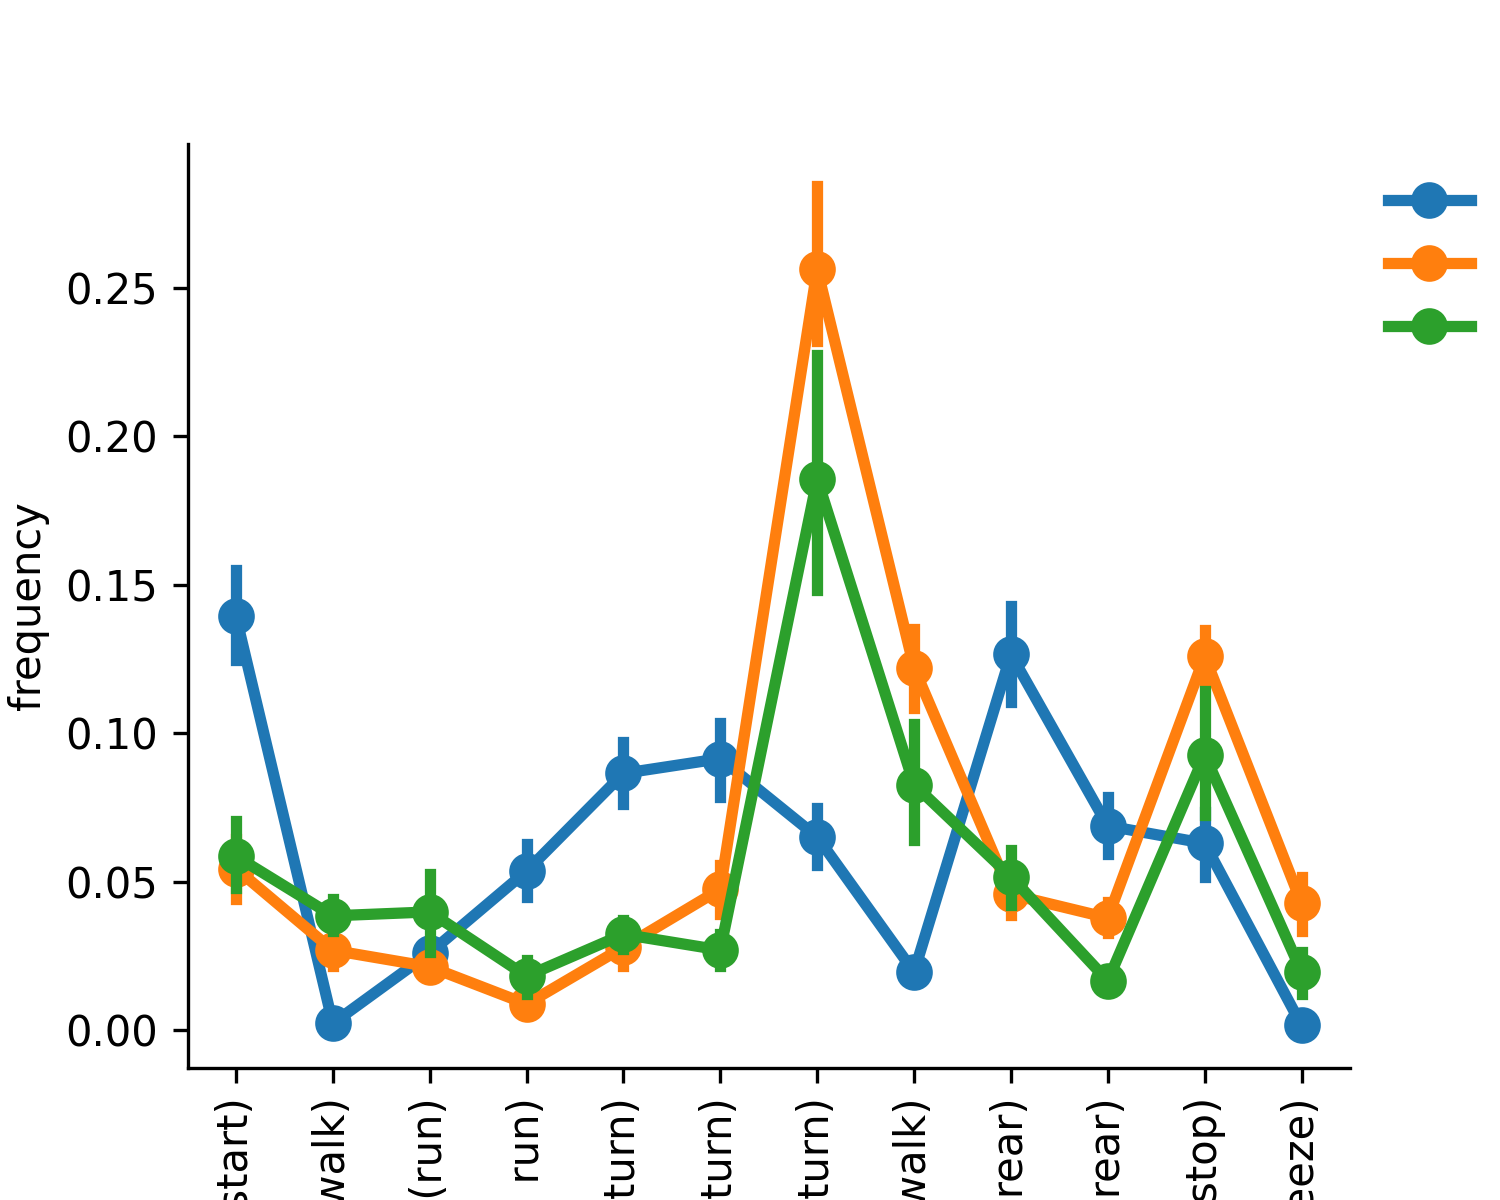 0.25
0.20
0.15
0.10
0.05
0.00
frequency
start)
walk)
(run)
run)
turn)
turn)
turn)
walk)
rear)
rear)
stop)
eeze)